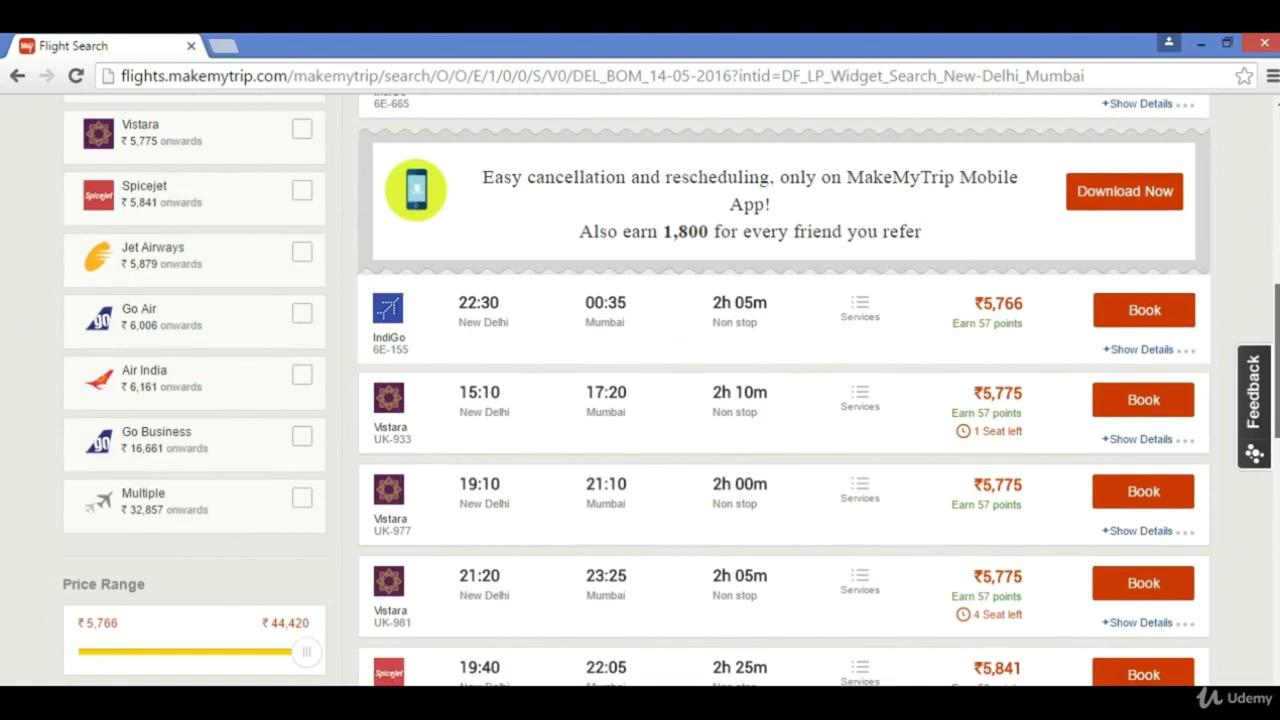 Flight Search
flights.makemytrip.com/makemytrip/search/O/O/E/1/0/0/S/V0/DEL_BOM_14-05-2016?intid=DF_LP_Widget_Search_New-Delhi_Mumbai
6E-665
+Show Details
Vistara
₹ 5,775 onwards
Spicejet
₹ 5,841 onwards
Jet Airways
₹ 5,879 onwards
Go Air
₹ 6,006 onwards
Air India
₹ 6,161 onwards
Go Business
₹ 16,661 onwards
Multiple
₹ 32,857 onwards
Price Range
₹ 5,766 ₹ 44,420
Easy cancellation and rescheduling, only on MakeMyTrip Mobile
App!
Also earn 1,800 for every friend you refer
Download Now
22:30 00:35 2h 05m ₹5,766 Book
New Delhi Mumbai Non stop Services Earn 57 points
IndiGo
6E-155 +Show Details
15:10 17:20 2h 10m ₹5,775 Book
New Delhi Mumbai Non stop Services Earn 57 points
Vistara 1 Seat left
UK-933 +Show Details
19:10 21:10 2h 00m ₹5,775 Book
New Delhi Mumbai Non stop Services Earn 57 points
Vistara
UK-977 +Show Details
21:20 23:25 2h 05m ₹5,775 Book
New Delhi Mumbai Non stop Services Earn 57 points
Vistara 4 Seat left
UK-981 +Show Details
19:40 22:05 2h 25m ₹5,841 Book
Spicejet
Services
Feedback
Udemy